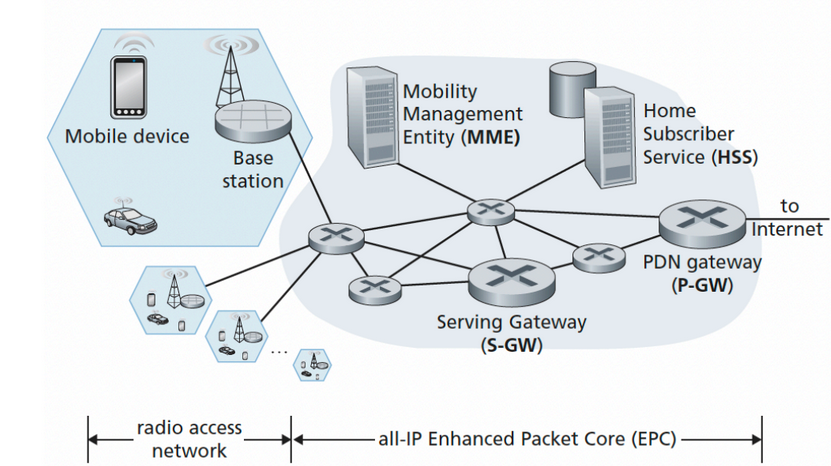 Mobile device
Base
station
Mobility
Management
Entity (MME)
Home
Subscriber
Service (HSS)
to
Internet
PDN gateway
(P-GW)
Serving Gateway
(S-GW)
...
radio access
network
all-IP Enhanced Packet Core (EPC)